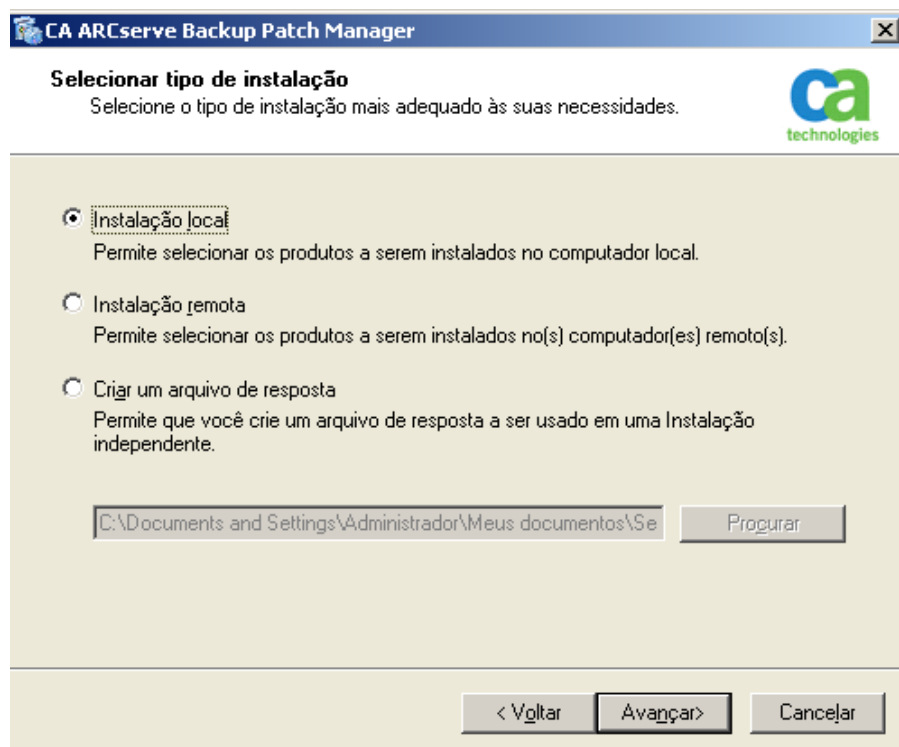 CA ARCserve Backup Patch Manager
Selecionar tipo de instalação
Selecione o tipo de instalação mais adequado às suas necessidades.
ca
technologies
Instalação local
Permite selecionar os produtos a serem instalados no computador local.
Instalação remota
Permite selecionar os produtos a serem instalados no(s) computador(es) remoto(s).
Criar um arquivo de resposta
Permite que você crie um arquivo de resposta a ser usado em uma Instalação
independente.
C:\Documents and Settings\Administrador\Meus documentos\Se
Procurar
< Voltar
Avançar>
Cancelar